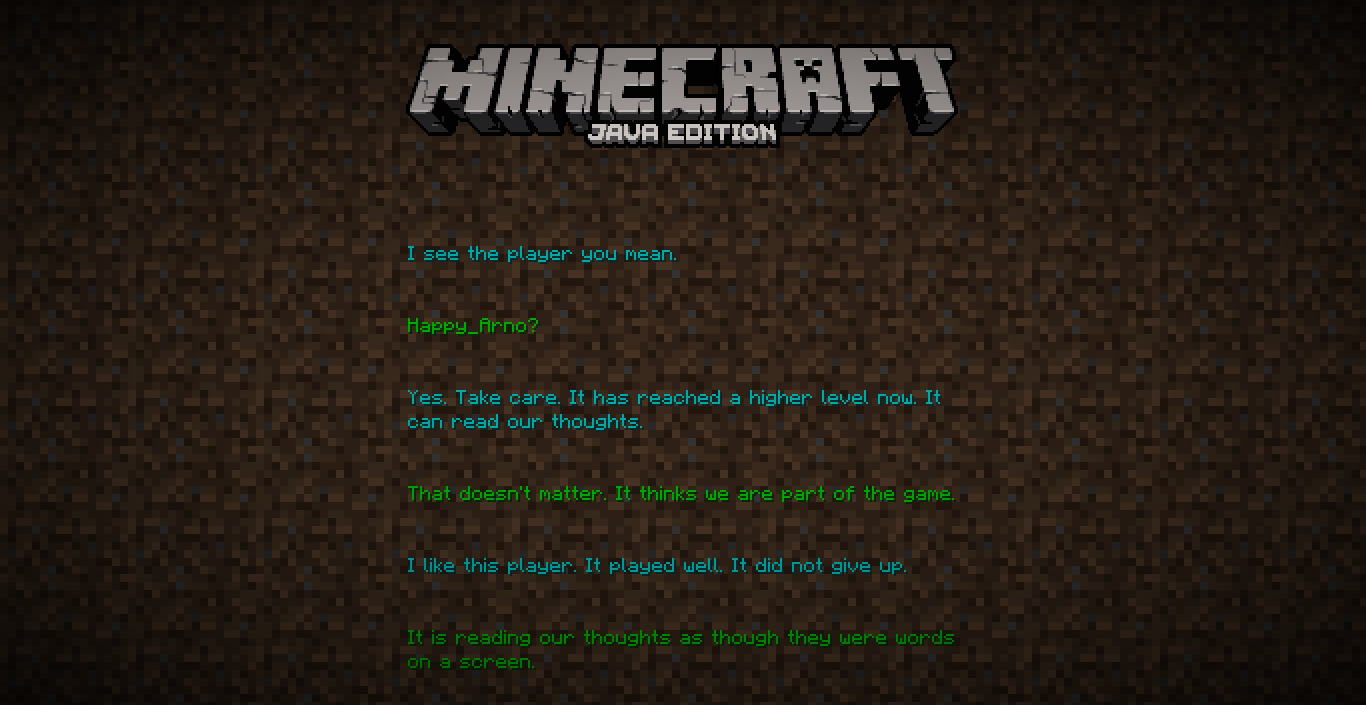 MINECRAFT
JAVA EDITION
I see the player you mean.
Happy_Arno?
Yes. Take care. It has reached a higher level now. It
can read our thoughts.
That doesn't matter. It thinks we are part of the game.
I like this player. It played well. It did not give up.
It is reading our thoughts as though they were words
on a screen.